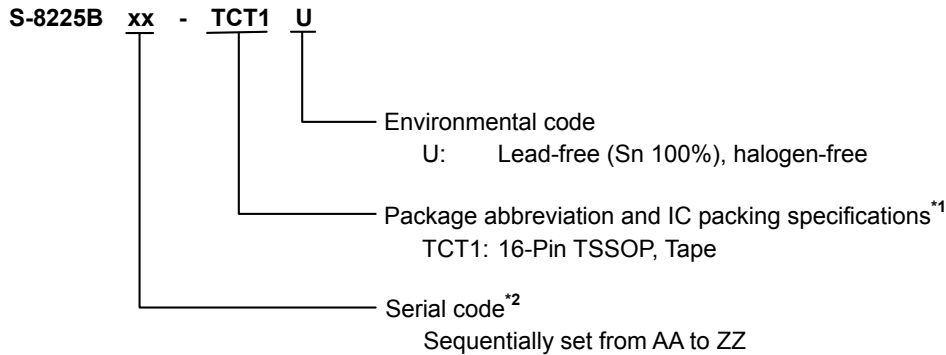 S-8225B xx - TCT1 U
Environmental code
U: Lead-free (Sn 100%), halogen-free
Package abbreviation and IC packing specifications*1
TCT1: 16-Pin TSSOP, Tape
Serial code*2
Sequentially set from AA to ZZ